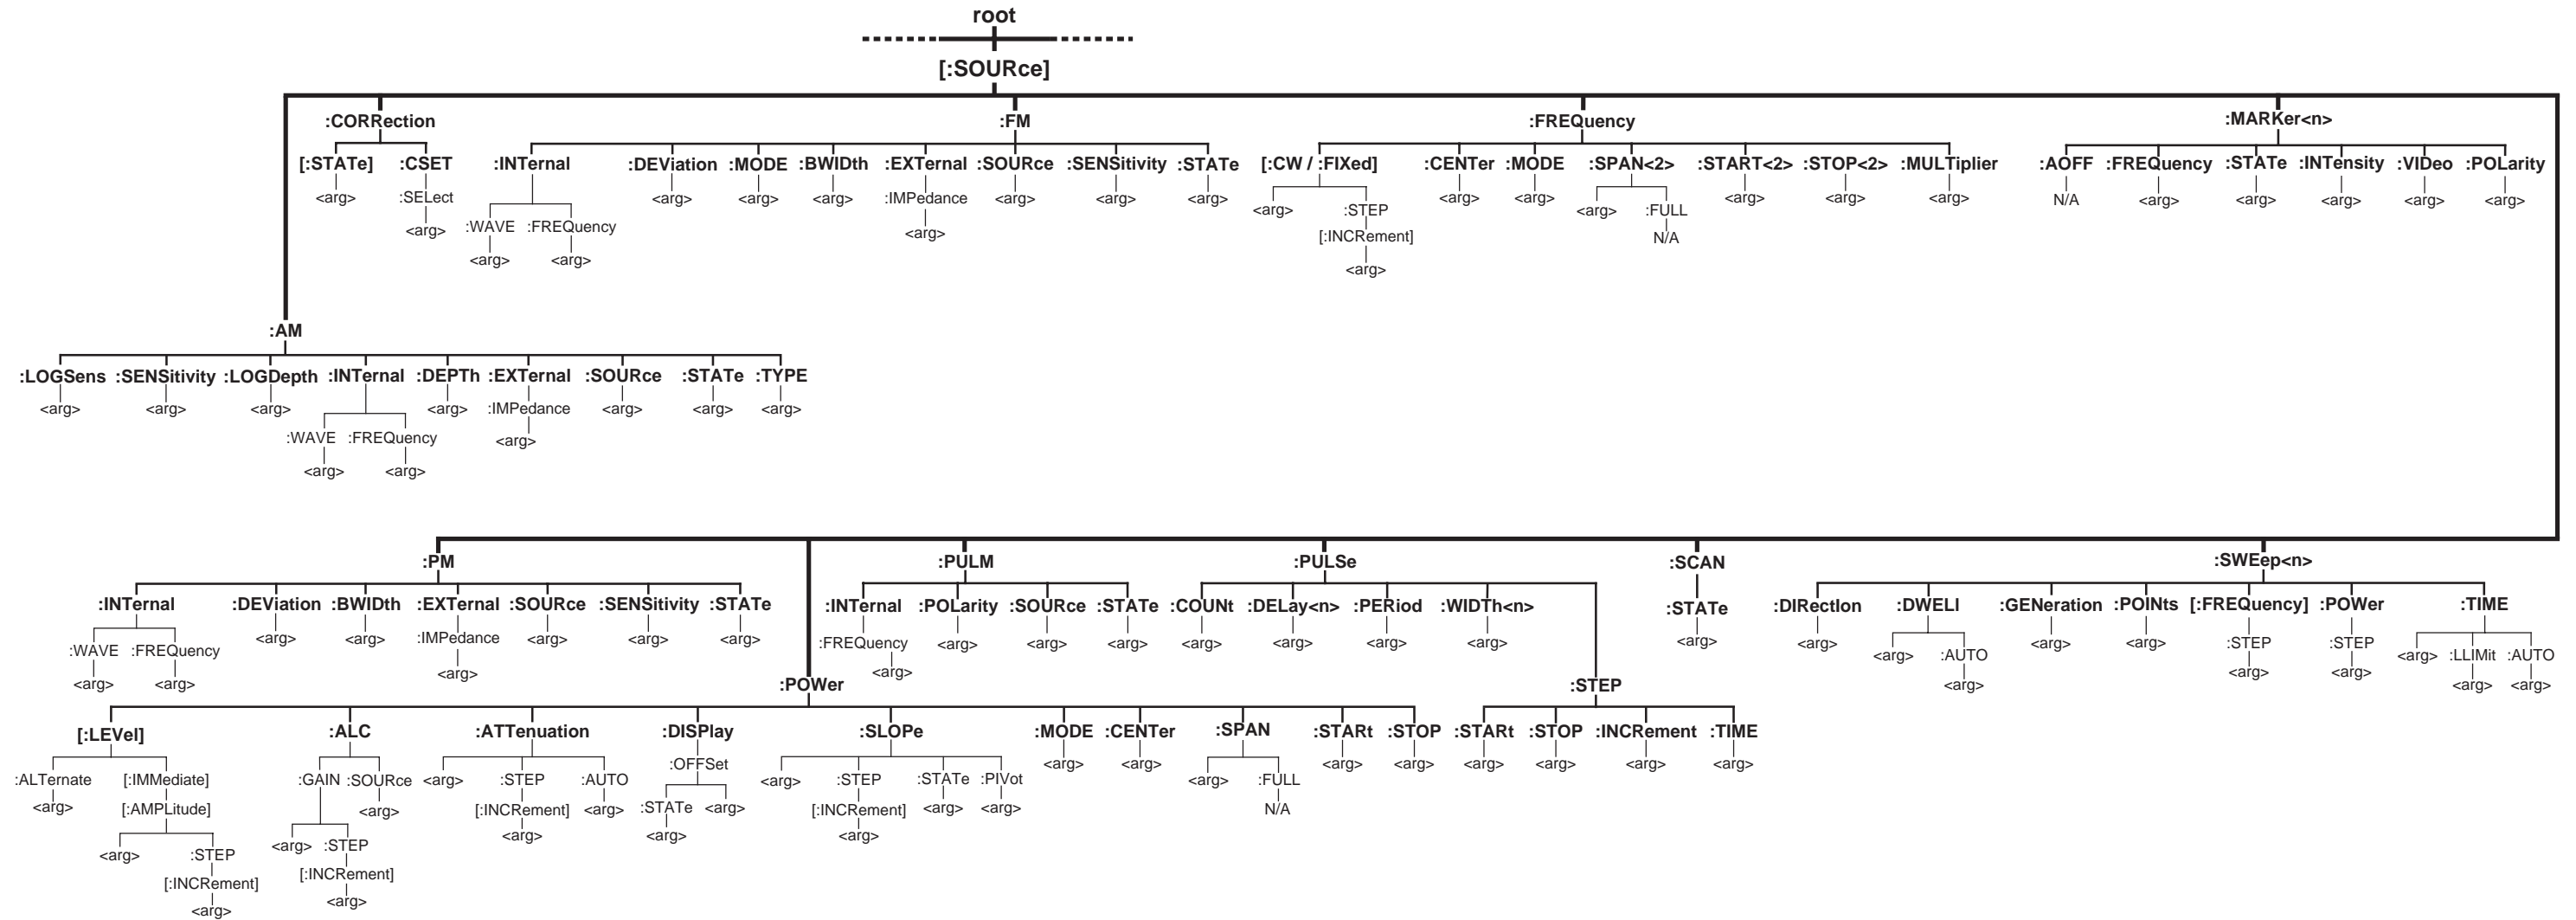 root
[:SOURce]
:CORRection :FM :FREQuency :MARKer<n>
[:STATe] :CSET :INTernal :DEViation :MODE :BWIDth :EXTernal :SOURce :SENSitivity :STATe [:CW / :FIXed] :CENTer :MODE :SPAN<2> :START<2> :STOP<2> :MULTiplier :AOFF :FREQuency :STATe :INTensity :VIDeo :POLarity
<arg> :SELect <arg> <arg> <arg> :IMPedance <arg> <arg> <arg> <arg> <arg> <arg> <arg> <arg> N/A <arg> <arg> <arg> <arg> <arg>
<arg> :STEP <arg> :FULL
:WAVE :FREQuency
<arg> <arg> [:INCRement] N/A
<arg> <arg>
<arg>
:AM
:LOGSens :SENSitivity :LOGDepth :INTernal :DEPTh :EXTernal :SOURce :STATe :TYPE
<arg> <arg> <arg> <arg> :IMPedance <arg> <arg> <arg>
:WAVE :FREQuency <arg>
<arg> <arg>
:PM :PULM :PULSe :SCAN :SWEep<n>
:INTernal :DEViation :BWIDth :EXTernal :SOURce :SENSitivity :STATe :INTernal :POLarity :SOURce :STATe :COUNt :DELay<n> :PERiod :WIDTh<n> :STATe :DIRectIon :DWELl :GENeration :POINts [:FREQuency] :POWer :TIME
<arg> <arg> :IMPedance <arg> <arg> <arg> :FREQuency <arg> <arg> <arg> <arg> <arg> <arg> <arg> <arg> <arg> <arg> <arg> :STEP :STEP
:WAVE :FREQuency <arg> :AUTO <arg> :LLIMit :AUTO
<arg> <arg> <arg> <arg> <arg> <arg>
<arg> <arg> <arg> <arg>
:POWer :STEP
[:LEVel] :ALC :ATTenuation :DISPlay :SLOPe :MODE :CENTer :SPAN :STARt :STOP :STARt :STOP :INCRement :TIME
:OFFSet <arg> <arg> <arg> <arg> <arg> <arg> <arg> <arg>
:ALTernate [:IMMediate] :GAIN :SOURce <arg> :STEP :AUTO <arg> :STEP :STATe :PIVot <arg> :FULL
<arg> [:AMPLitude] <arg> [:INCRement] <arg> :STATe <arg> [:INCRement] <arg> <arg> N/A
<arg> <arg> <arg>
<arg> :STEP <arg> :STEP
[:INCRement] [:INCRement]
<arg> <arg>